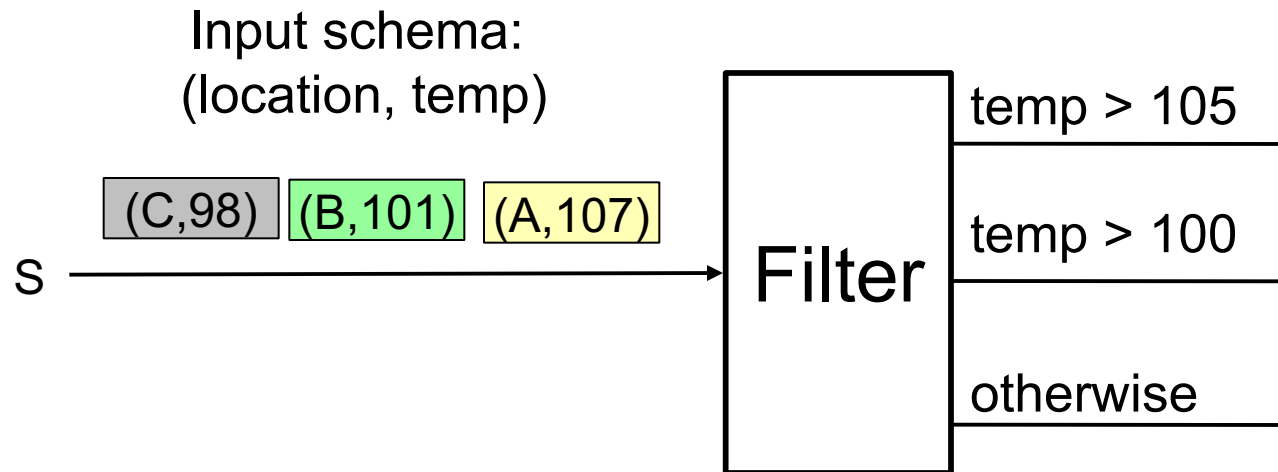 Input schema:
(location, temp)
(C,98) (B,101) (A,107)
S
Filter
temp > 105
temp > 100
otherwise